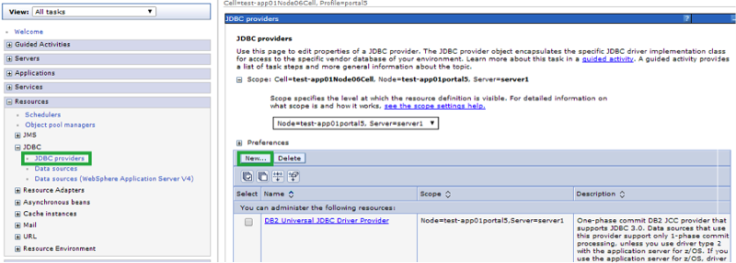 Cell=test-app01Node06Cell, Profile=portal5
View: All tasks
Welcome
Guided Activities
Servers
Applications
Services
Resources
Schedulers
Object pool managers
JMS
JDBC
JDBC providers
Data sources
Data sources (WebSphere Application Server V4)
Resource Adapters
Asynchronous beans
Cache instances
Mail
URL
Resource Environment
JDBC providers
?
JDBC providers
Use this page to edit properties of a JDBC provider. The JDBC provider object encapsulates the specific JDBC driver implementation class
for access to the specific vendor database of your environment. Learn more about this task in a guided activity. A guided activity provides
a list of task steps and more general information about the topic.
Scope: Cell=test-app01Node06Cell, Node=test-app01portal5, Server=server1
Scope specifies the level at which the resource definition is visible. For detailed information on
what scope is and how it works, see the scope settings help.
Node=test-app01portal5, Server=server1
Preferences
New... Delete
Select Name Scope Description
You can administer the following resources:
DB2 Universal JDBC Driver Provider Node=test-app01portal5,Server=server1 One-phase commit DB2 JCC provider that
supports JDBC 3.0. Data sources that use
this provider support only 1-phase commit
processing, unless you use driver type 2
with the application server for z/OS. If you
use the application server for z/OS, driver